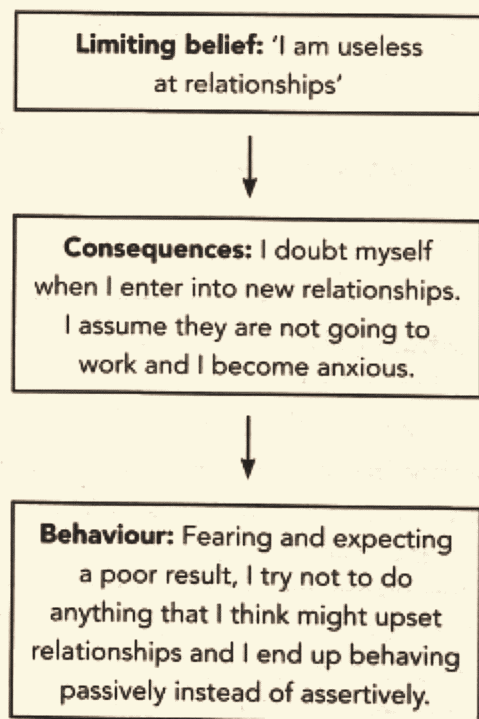 Limiting belief: 'I am useless
at relationships'
Consequences: I doubt myself
when I enter into new relationships.
I assume they are not going to
work and I become anxious.
Behaviour: Fearing and expecting
a poor result, I try not to do
anything that I think might upset
relationships and I end up behaving
passively instead of assertively.